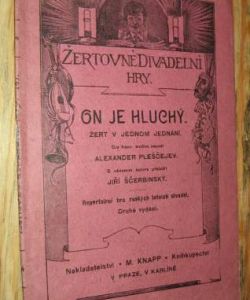 ŽERTOVNÉ DIVADELNÍ
HRY.
ON JE HLUCHÝ.
ŽERT V JEDNOM JEDNÁNÍ.
ALEXANDER PLEŠČEJEV.
JIŘÍ ŠČERBINSKÝ.
Repertoirní hra ruských letních divadel.
Druhé vydání.
Nakladatelství • M. KNAPP • Knihkupectví
v PRAZE, V KARLÍNĚ